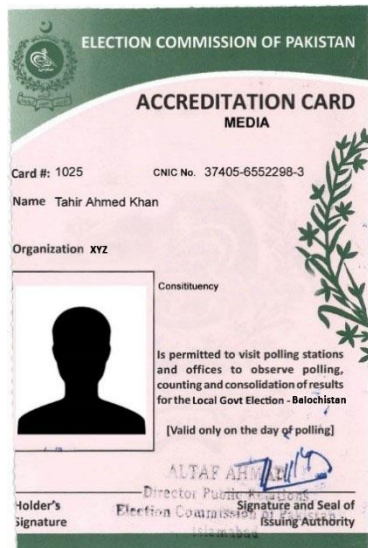 ELECTION COMMISSION OF PAKISTAN
ACCREDITATION CARD
MEDIA
Card #: 1025 CNIC No. 37405-6552298-3
Name Tahir Ahmed Khan
Organization XYZ
Consitituency
Is permitted to visit polling stations
and offices to observe polling,
counting and consolidation of results
for the Local Govt Election - Balochistan
[Valid only on the day of polling]
ALTAF AHMAD
Director Public Relations
Election Commission of Pakistan
Islamabad
Holder's
Signature
Signature and Seal of
Issuing Authority